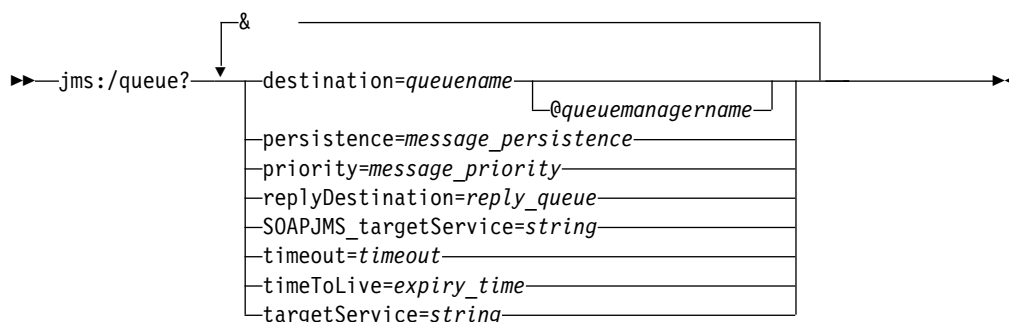 &
jms:/queue? destination=queuename
@queuemanagername
persistence=message_persistence
priority=message_priority
replyDestination=reply_queue
SOAPJMS_targetService=string
timeout=timeout
timeToLive=expiry_time
targetService=string